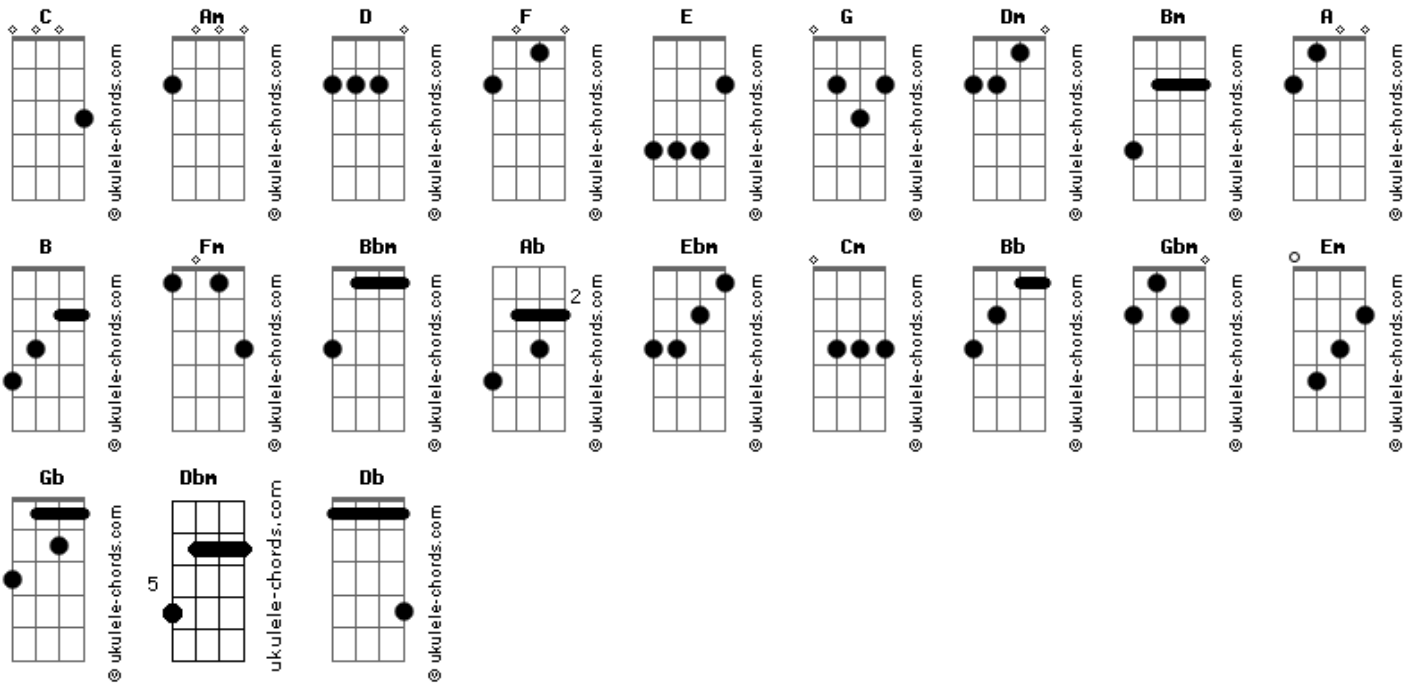 C Am D F E G Dm Bm A
© ukulele-chords.com © ukulele-chords.com © ukulele-chords.com © ukulele-chords.com © ukulele-chords.com © ukulele-chords.com © ukulele-chords.com © ukulele-chords.com © ukulele-chords.com
B Fm Bbm Ab Ebm Cm Bb Gbm Em
2
© ukulele-chords.com © ukulele-chords.com © ukulele-chords.com © ukulele-chords.com © ukulele-chords.com © ukulele-chords.com © ukulele-chords.com © ukulele-chords.com © ukulele-chords.com
Gb Dbm Db
5
© ukulele-chords.com ukulele-chords.com © ukulele-chords.com